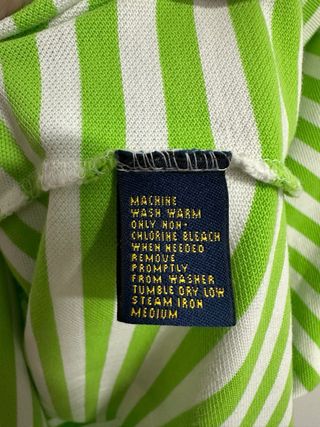 MACHINE
WASH WARM
ONLY NON-
CHLORINE BLEACH
WHEN NEEDED
REMOVE
PROMPTLY
FROM WASHER
TUMBLE DRY LOW
STEAM IRON
MEDIUM